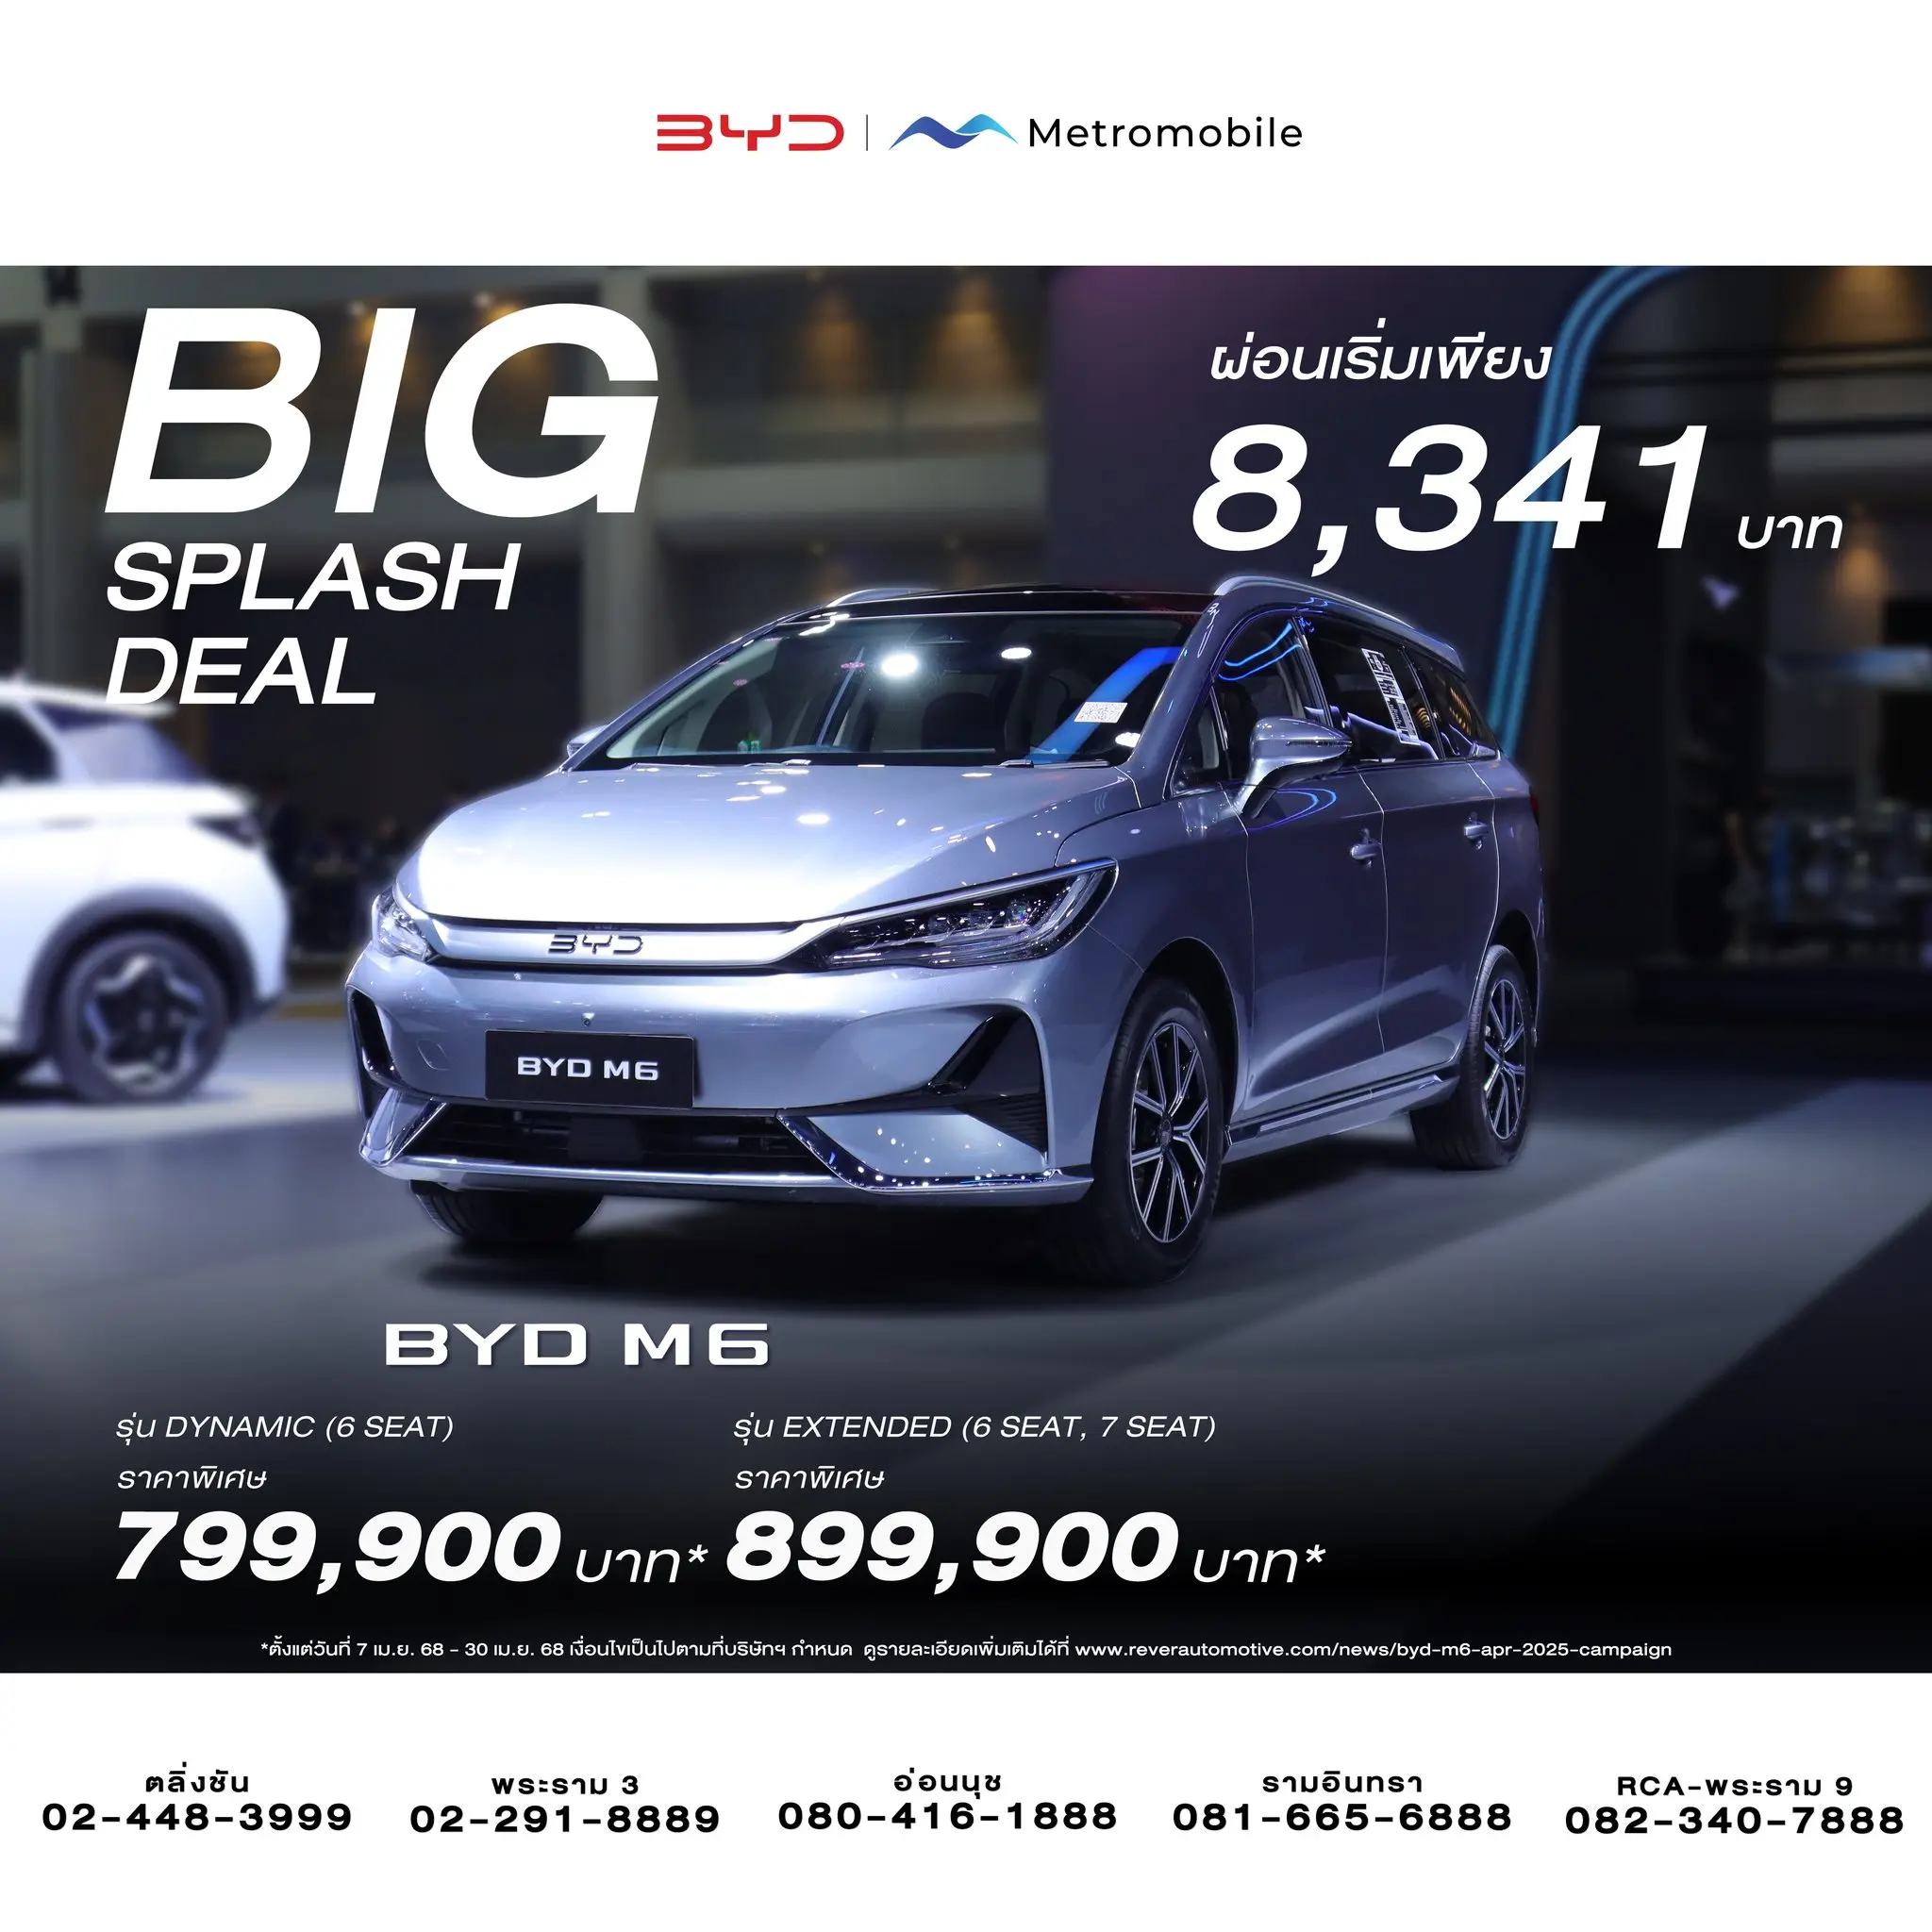 BYD | Metromobile
BIG
SPLASH
DEAL
ผ่อนเริ่มเพียง
8,341 บาท
BYD
BYD M6
BYD M6
รุ่น DYNAMIC (6 SEAT)
ราคาพิเศษ
799,900 บาท*
รุ่น EXTENDED (6 SEAT, 7 SEAT)
ราคาพิเศษ
899,900 บาท*
*ตั้งแต่วันที่ 7 เม.ย. 68 - 30 เม.ย. 68 เงื่อนไขเป็นไปตามที่บริษัทฯ กำหนด ดูรายละเอียดเพิ่มเติมได้ที่ www.reverautomotive.com/news/byd-m6-apr-2025-campaign
ตลิ่งชัน
02-448-3999
พระราม 3
02-291-8889
อ่อนนุช
080-416-1888
รามอินทรา
081-665-6888
RCA-พระราม 9
082-340-7888